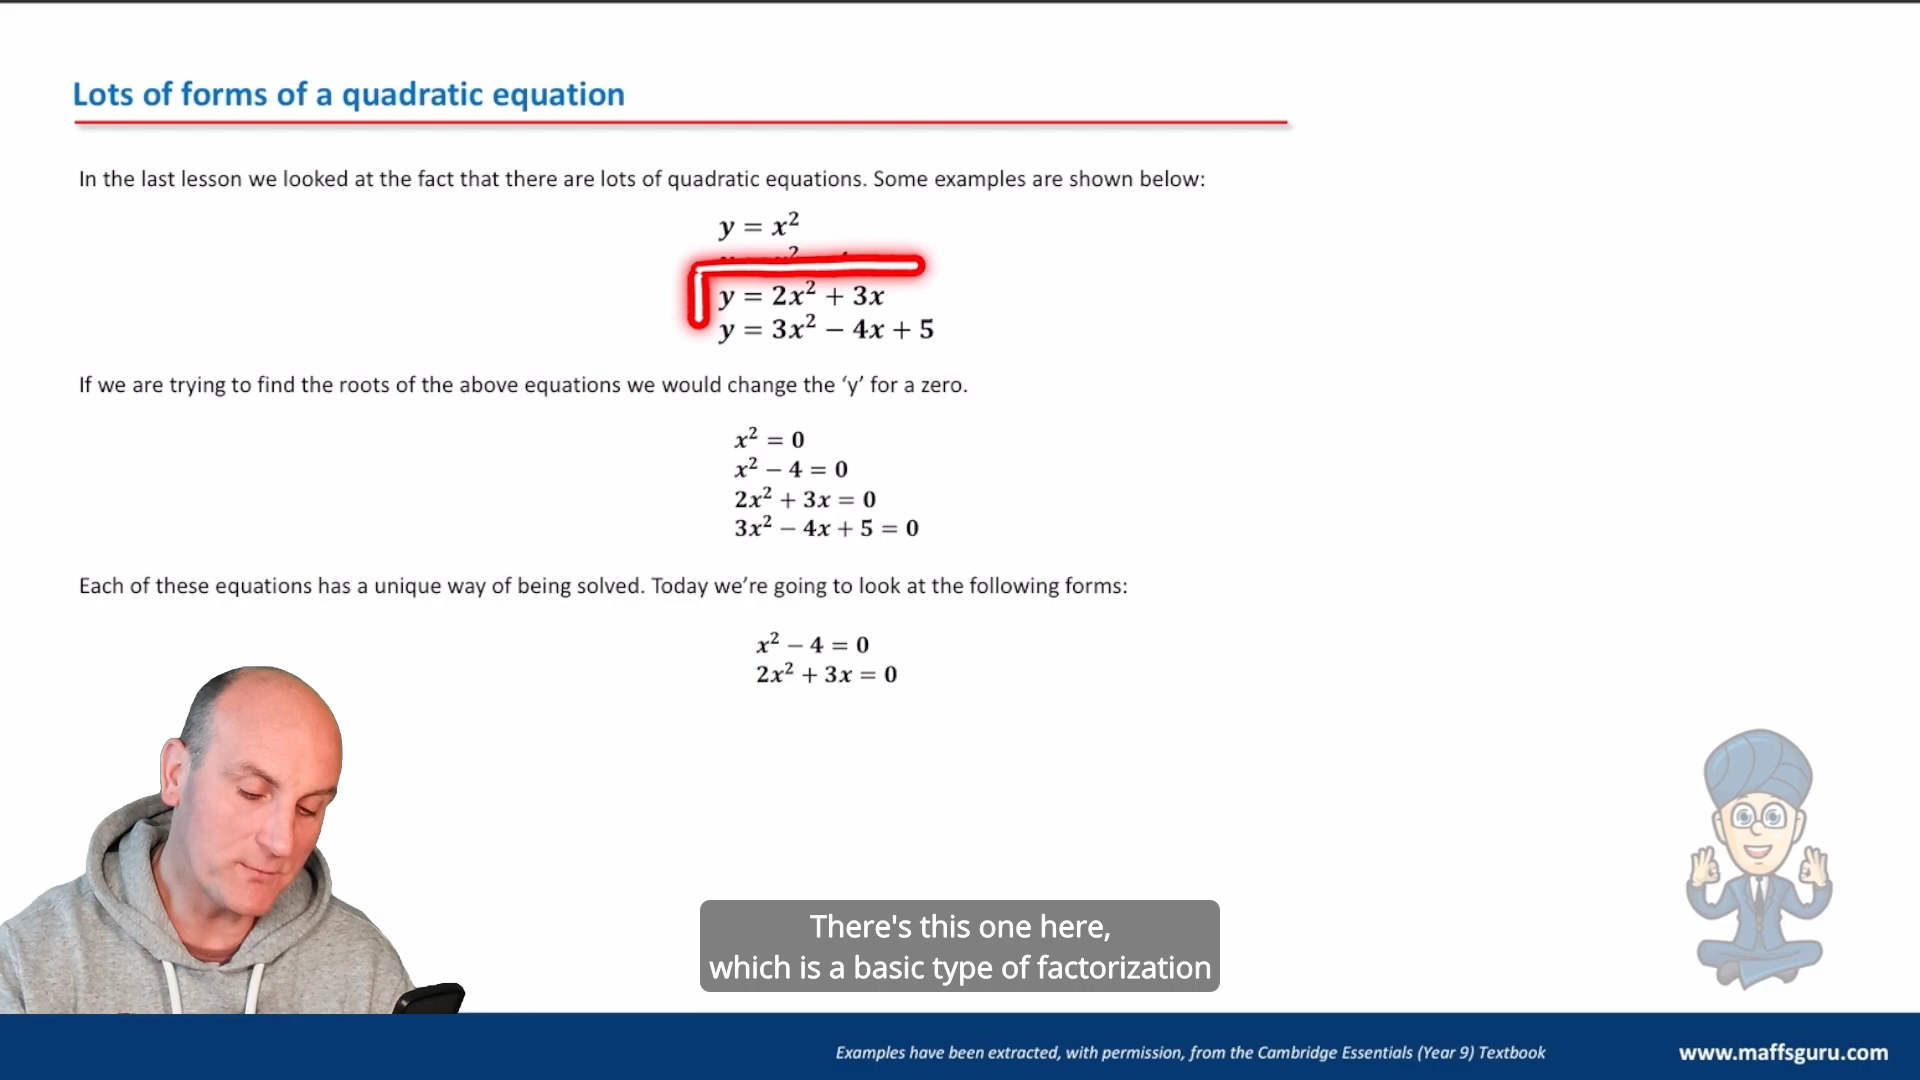 Lots of forms of a quadratic equation
In the last lesson we looked at the fact that there are lots of quadratic equations. Some examples are shown below:
y = x²
y = 2x² + 3x
y = 3x² − 4x + 5
If we are trying to find the roots of the above equations we would change the ‘y’ for a zero.
x² = 0
x² − 4 = 0
2x² + 3x = 0
3x² − 4x + 5 = 0
Each of these equations has a unique way of being solved. Today we’re going to look at the following forms:
x² − 4 = 0
2x² + 3x = 0
There's this one here,
which is a basic type of factorization
Examples have been extracted, with permission, from the Cambridge Essentials (Year 9) Textbook
www.maffsguru.com